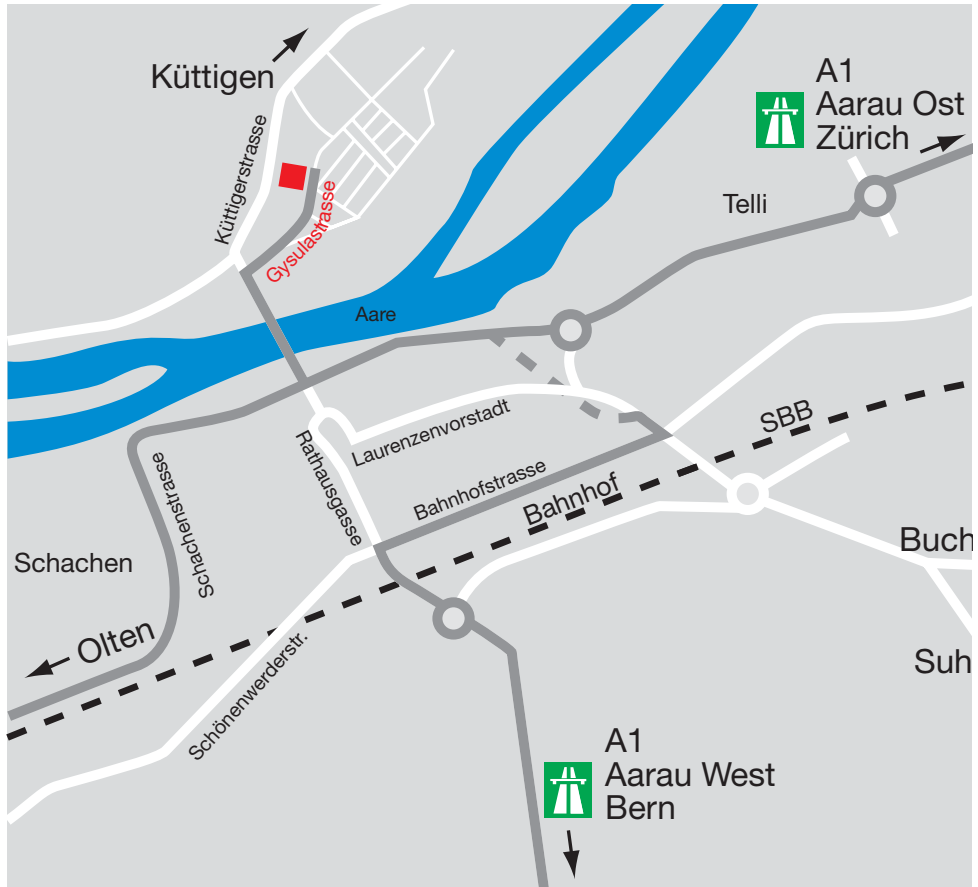 Küttigen
A1
Aarau Ost
Zürich
Küttigerstrasse
Gysulastrasse
Telli
Aare
Laurenzenvorstadt
SBB
Rathausgasse
Bahnhofstrasse
Bahnhof
Schachenstrasse
Schachen
Buch
Olten
Suh
Schönenwerderstr.
A1
Aarau West
Bern